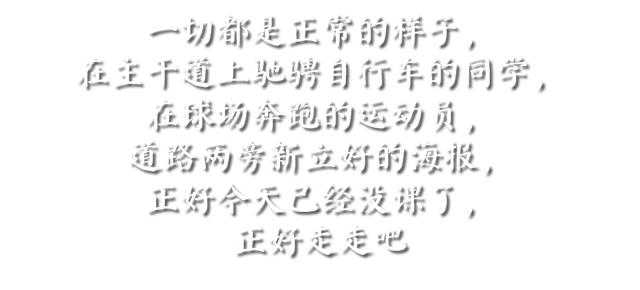 一切都是正常的样子，
在主干道上驰骋自行车的同学，
在球场奔跑的运动员，
道路两旁新立好的海报，
正好今天已经没课了，
正好走走吧